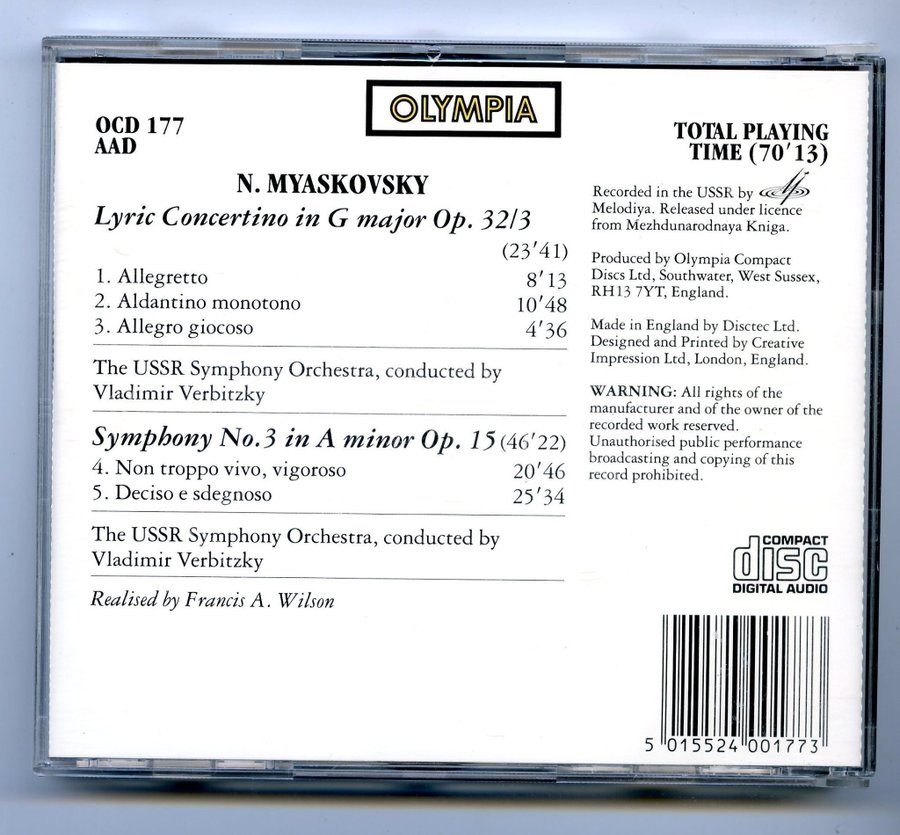 OLYMPIA
OCD 177
AAD
N. MYASKOVSKY
Lyric Concertino in G major Op. 32/3
(23'41)
1. Allegretto 8'13
2. Aldantino monotono 10'48
3. Allegro giocoso 4'36
The USSR Symphony Orchestra, conducted by
Vladimir Verbitzky
Symphony No.3 in A minor Op. 15 (46'22)
4. Non troppo vivo, vigoroso 20'46
5. Deciso e sdegnoso 25'34
The USSR Symphony Orchestra, conducted by
Vladimir Verbitzky
Realised by Francis A. Wilson
TOTAL PLAYING
TIME (70'13)
Recorded in the USSR by
Melodiya. Released under licence
from Mezhdunarodnaya Kniga.
Produced by Olympia Compact
Discs Ltd, Southwater, West Sussex,
RH13 7YT, England.
Made in England by Disctec Ltd.
Designed and Printed by Creative
Impression Ltd, London, England.
WARNING: All rights of the
manufacturer and of the owner of the
recorded work reserved.
Unauthorised public performance
broadcasting and copying of this
record prohibited.
COMPACT
disc
DIGITAL AUDIO
5 015524 001773